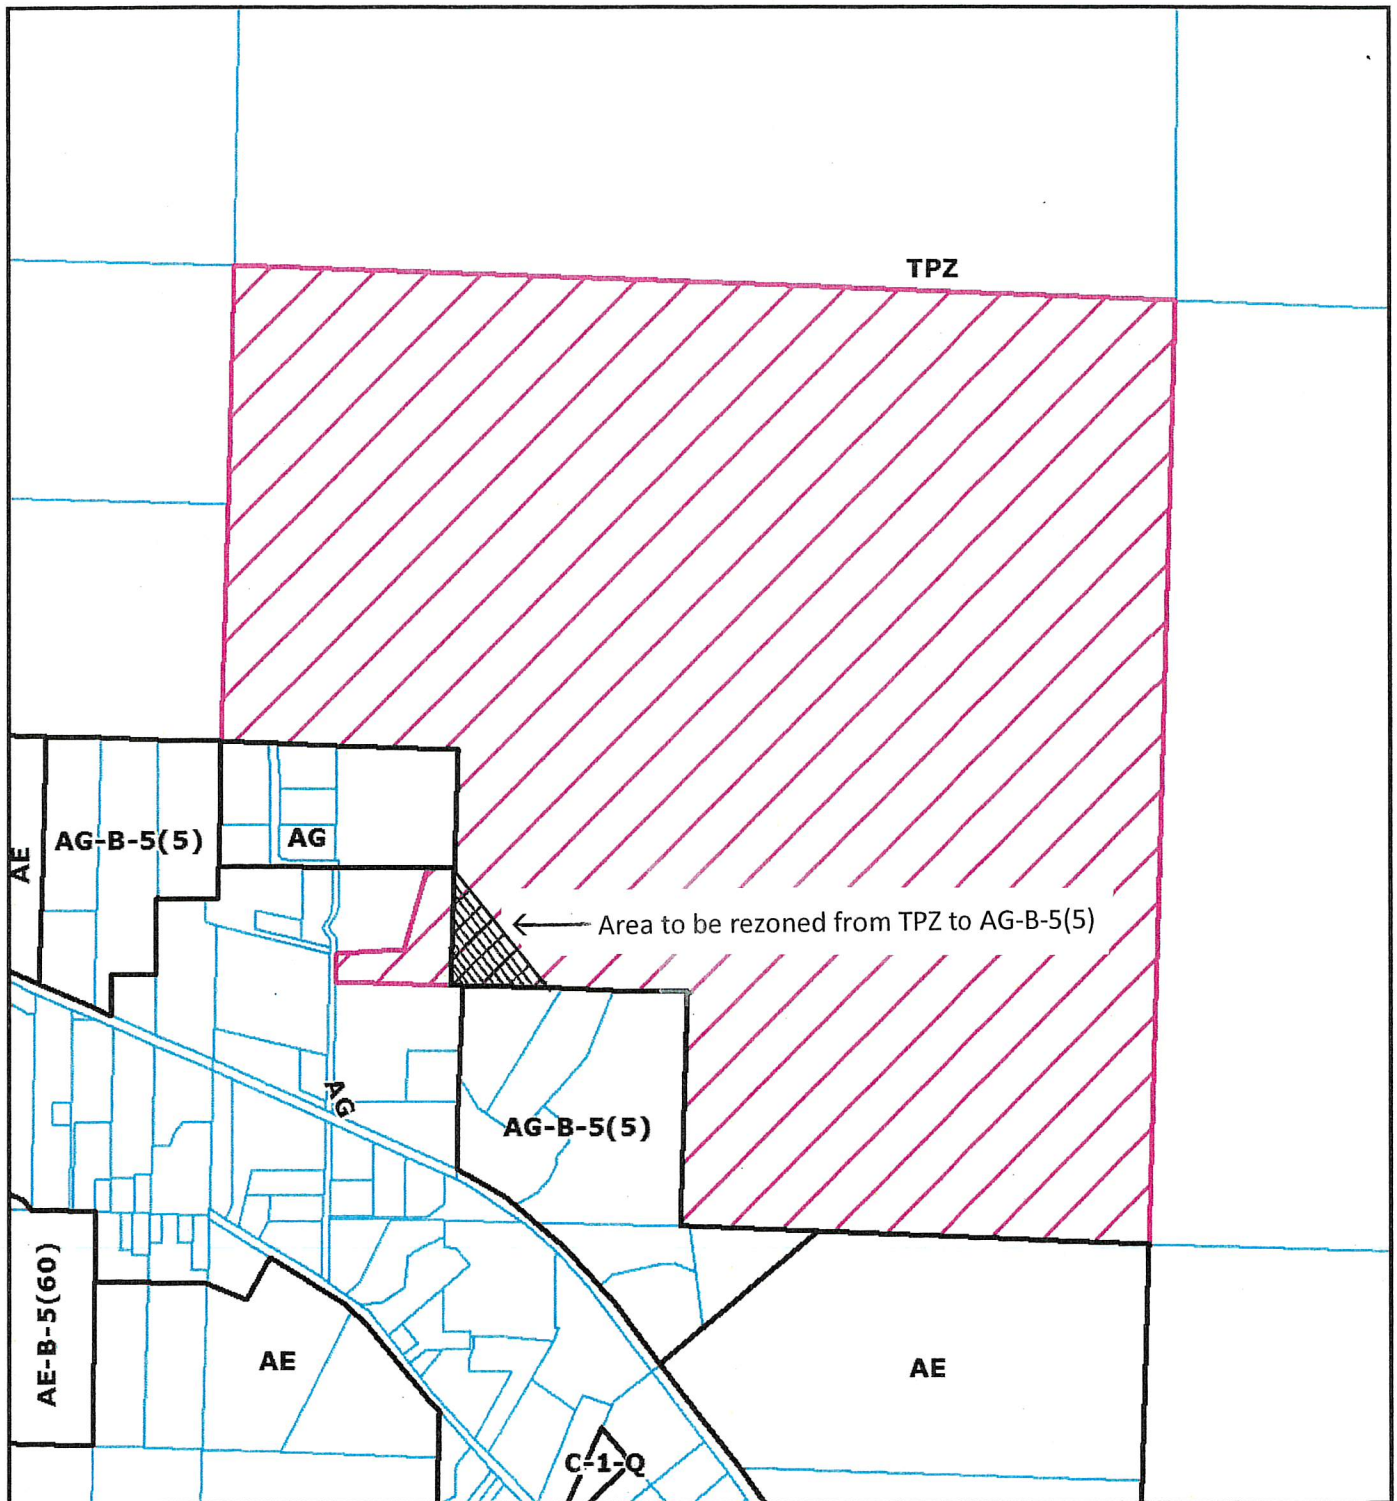 TPZ
AE
AG-B-5(5)
AG
Area to be rezoned from TPZ to AG-B-5(5)
AG
AG-B-5(5)
AE-B-5(60)
AE
AE
C-1-Q